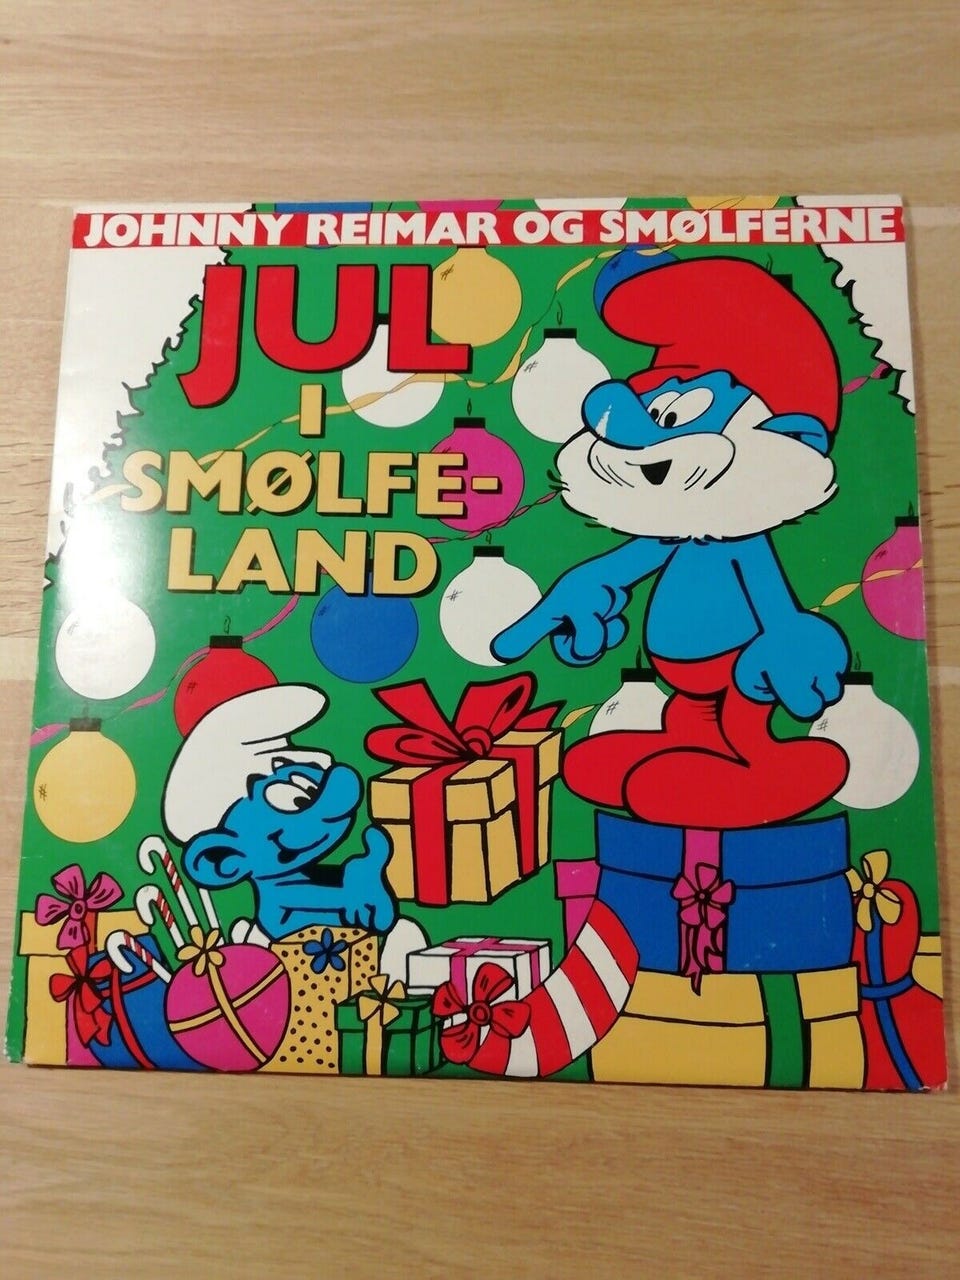 JOHNNY REIMAR OG SMØLFERNE
JUL
I
SMØLFE-
LAND